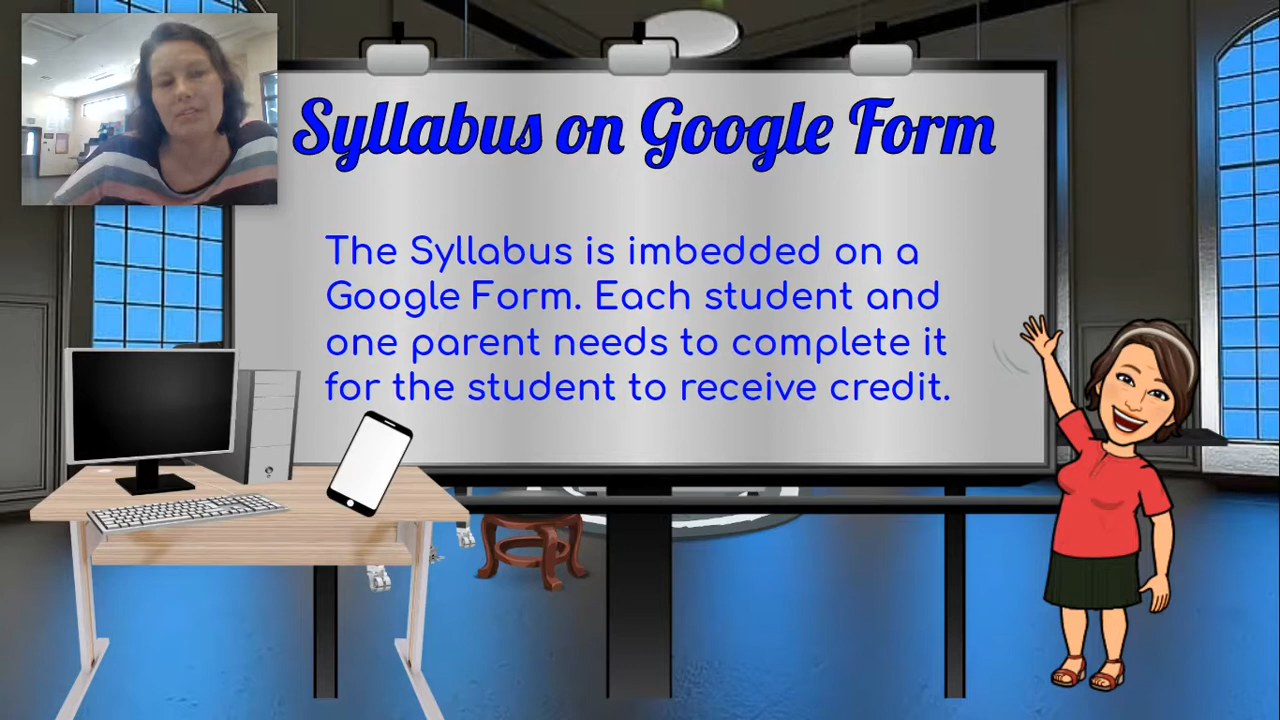 Syllabus on Google Form
The Syllabus is imbedded on a
Google Form. Each student and
one parent needs to complete it
for the student to receive credit.